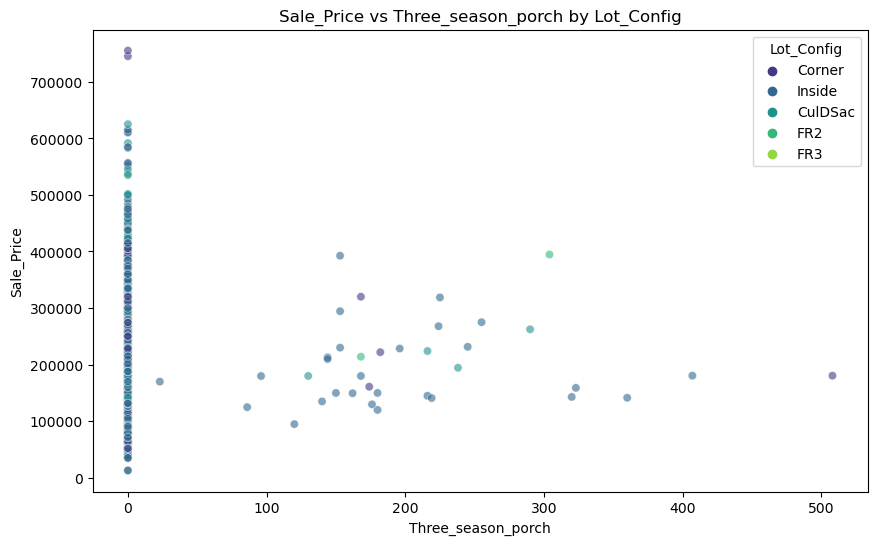 Sale_Price vs Three_season_porch by Lot_Config
Lot_Config
Corner
Inside
CulDSac
FR2
FR3
700000
600000
500000
400000
300000
200000
100000
0
Sale_Price
0 100 200 300 400 500
Three_season_porch